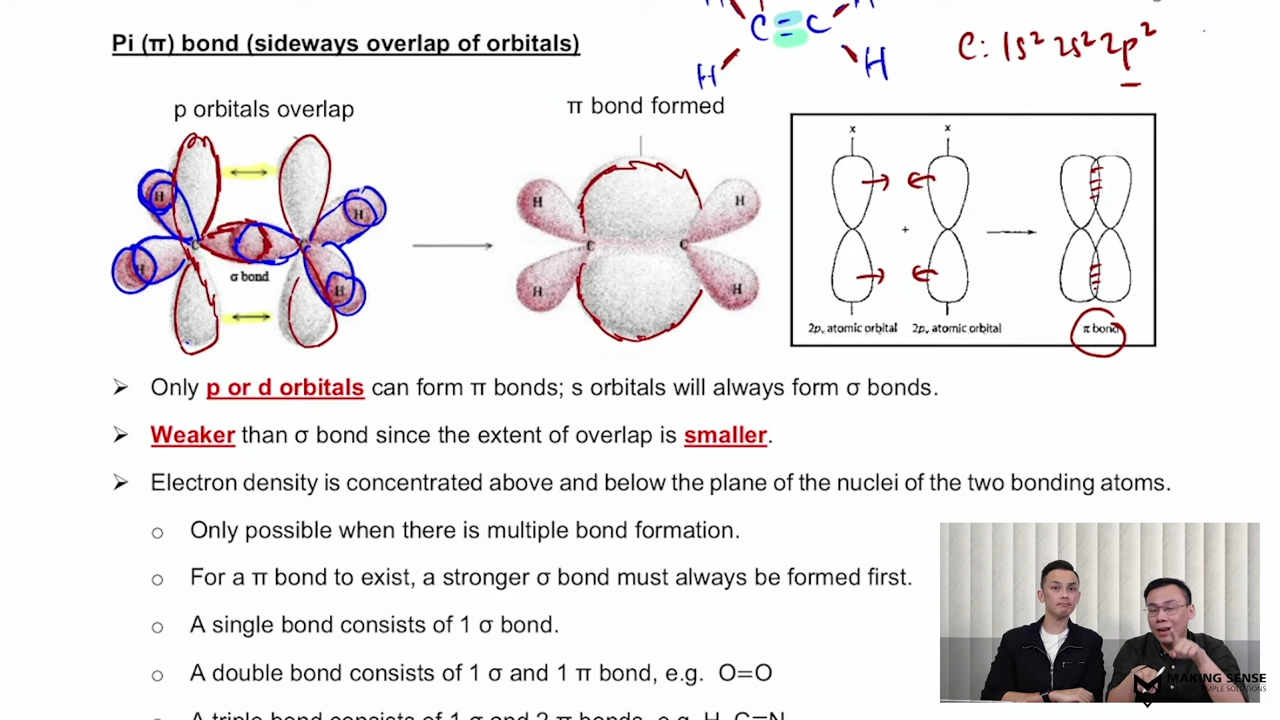 H
H
C = C
H
H
C: 1s² 2s² 2p²
Pi (π) bond (sideways overlap of orbitals)
p orbitals overlap
π bond formed
H
H
C
C
σ bond
H
H
H
H
C
C
H
H
x
x
+
2pₓ atomic orbital
2pₓ atomic orbital
π bond
➢ Only p or d orbitals can form π bonds; s orbitals will always form σ bonds.
➢ Weaker than σ bond since the extent of overlap is smaller.
➢ Electron density is concentrated above and below the plane of the nuclei of the two bonding atoms.
o Only possible when there is multiple bond formation.
o For a π bond to exist, a stronger σ bond must always be formed first.
o A single bond consists of 1 σ bond.
o A double bond consists of 1 σ and 1 π bond, e.g. O=O
MAKING SENSE